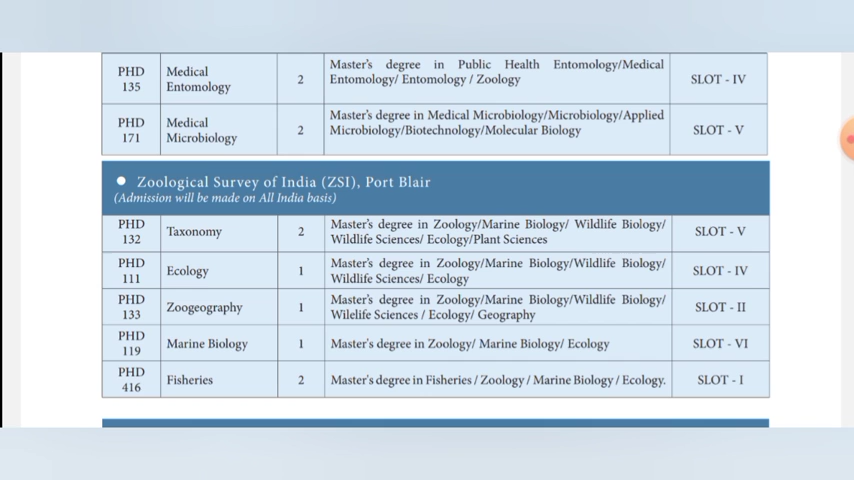 PHD 135 Medical Entomology 2 Master's degree in Public Health Entomology/Medical Entomology/ Entomology / Zoology SLOT - IV
PHD 171 Medical Microbiology 2 Master's degree in Medical Microbiology/Microbiology/Applied Microbiology/Biotechnology/Molecular Biology SLOT - V
Zoological Survey of India (ZSI), Port Blair
(Admission will be made on All India basis)
PHD 132 Taxonomy 2 Master's degree in Zoology/Marine Biology/ Wildlife Biology/ Wildlife Sciences/ Ecology/Plant Sciences SLOT - V
PHD 111 Ecology 1 Master's degree in Zoology/Marine Biology/Wildlife Biology/ Wildlife Sciences/ Ecology SLOT - IV
PHD 133 Zoogeography 1 Master's degree in Zoology/Marine Biology/Wildlife Biology/ Wilelife Sciences / Ecology/ Geography SLOT - II
PHD 119 Marine Biology 1 Master's degree in Zoology/ Marine Biology/ Ecology SLOT - VI
PHD 416 Fisheries 2 Master's degree in Fisheries / Zoology / Marine Biology / Ecology. SLOT - I